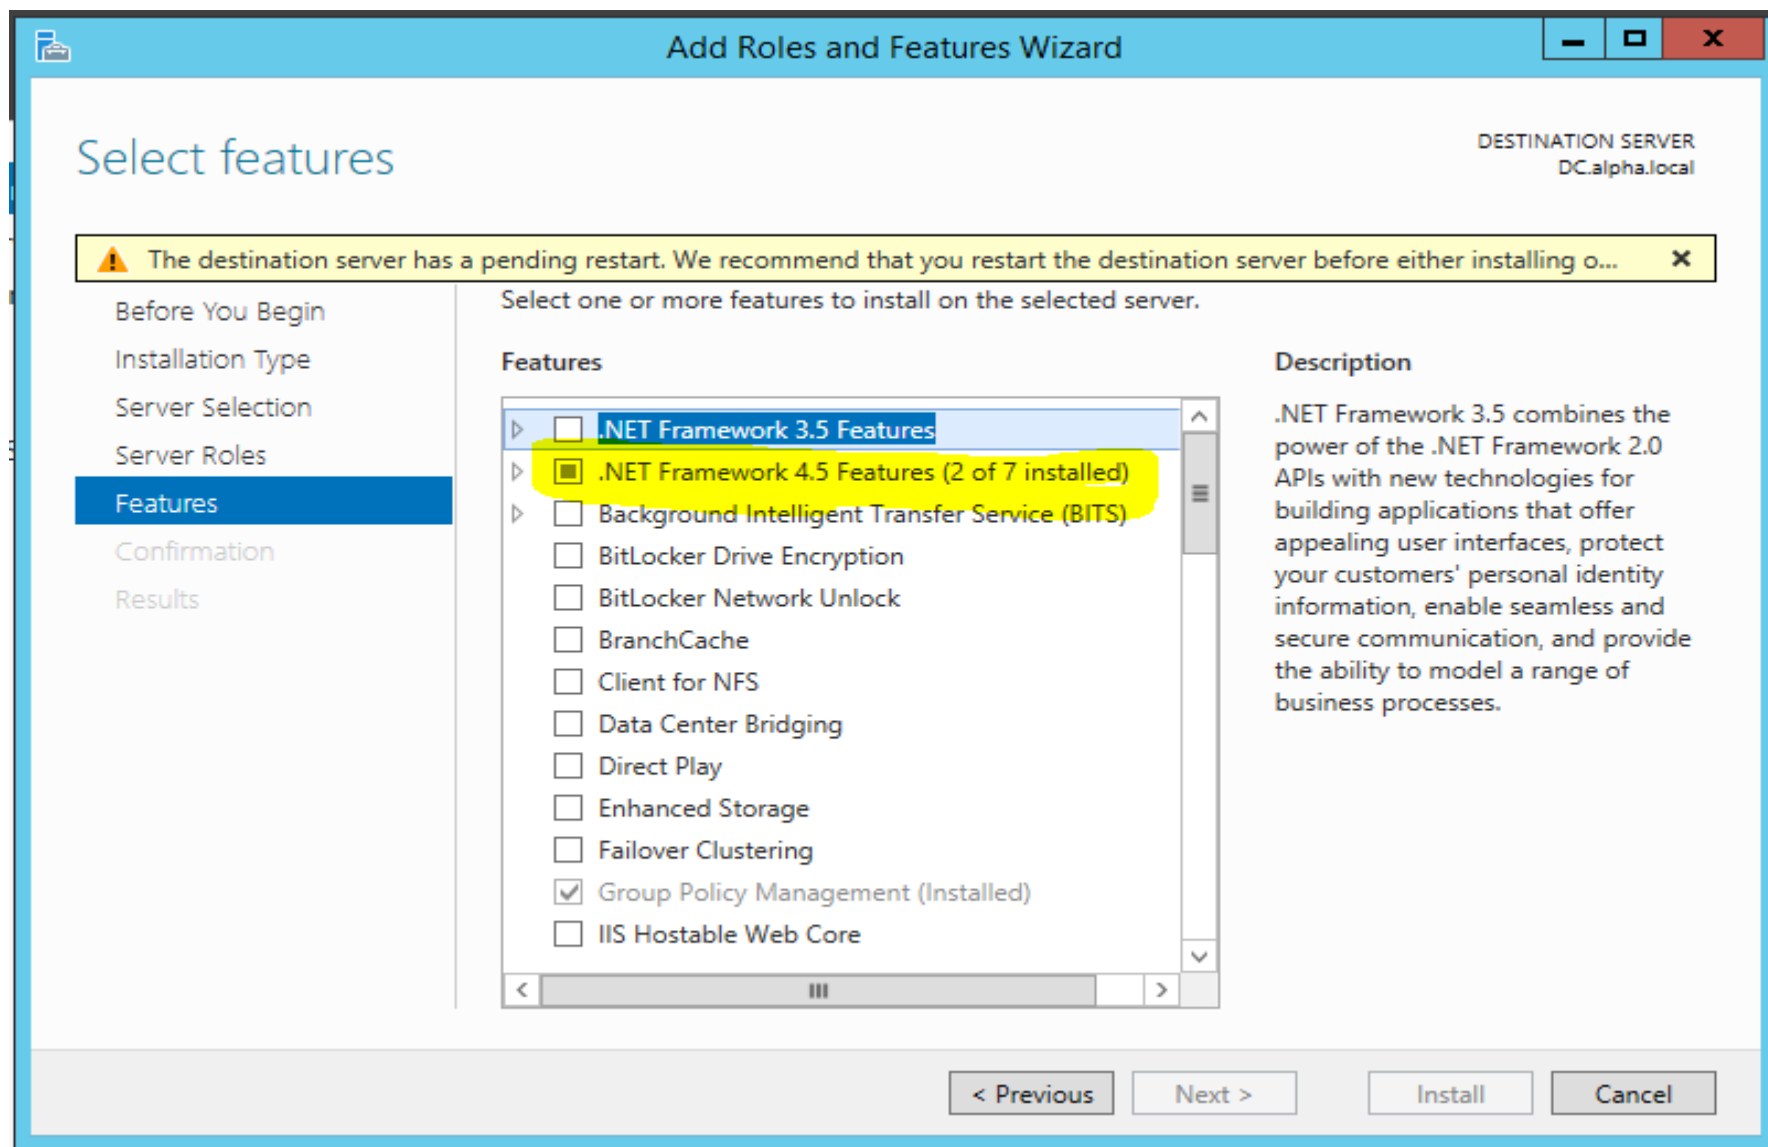 Add Roles and Features Wizard
Select features
DESTINATION SERVER
DC.alpha.local
The destination server has a pending restart. We recommend that you restart the destination server before either installing o...
Before You Begin
Installation Type
Server Selection
Server Roles
Features
Confirmation
Results
Select one or more features to install on the selected server.
Features
.NET Framework 3.5 Features
.NET Framework 4.5 Features (2 of 7 installed)
Background Intelligent Transfer Service (BITS)
BitLocker Drive Encryption
BitLocker Network Unlock
BranchCache
Client for NFS
Data Center Bridging
Direct Play
Enhanced Storage
Failover Clustering
Group Policy Management (Installed)
IIS Hostable Web Core
Description
.NET Framework 3.5 combines the
power of the .NET Framework 2.0
APIs with new technologies for
building applications that offer
appealing user interfaces, protect
your customers' personal identity
information, enable seamless and
secure communication, and provide
the ability to model a range of
business processes.
< Previous
Next >
Install
Cancel